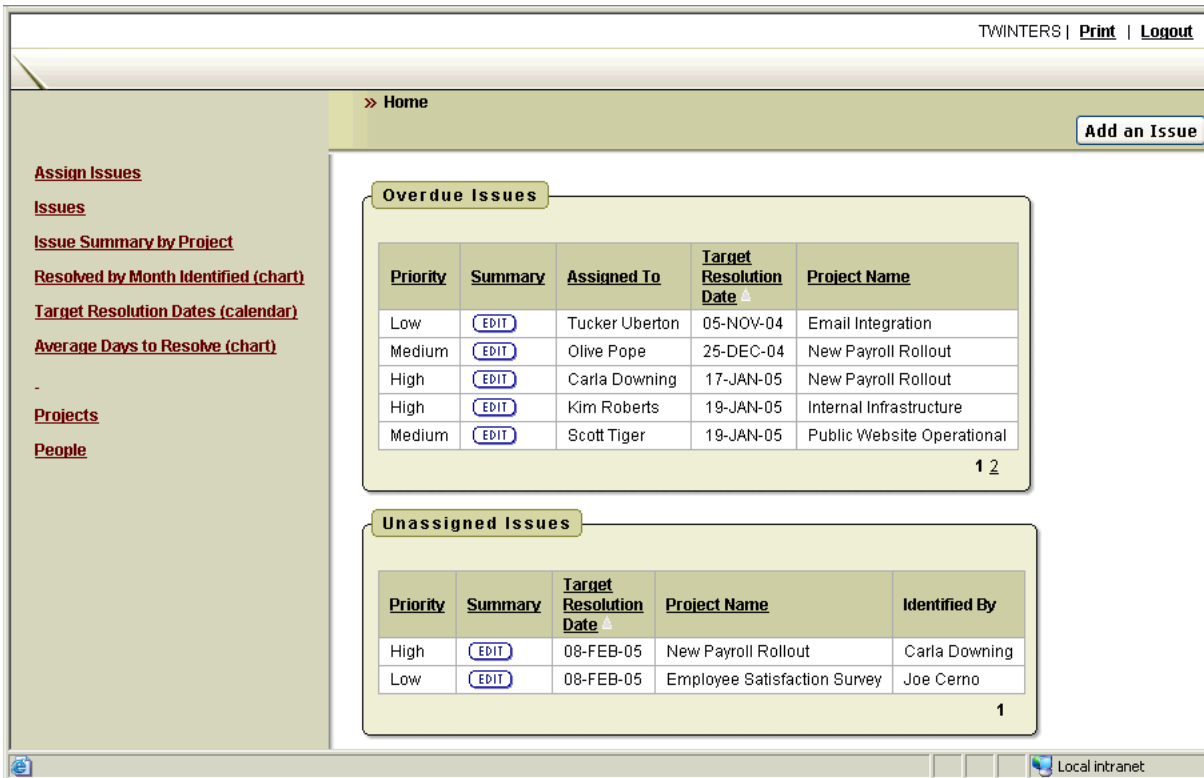 TWINTERS | Print | Logout
» Home
Add an Issue
Assign Issues
Issues
Issue Summary by Project
Resolved by Month Identified (chart)
Target Resolution Dates (calendar)
Average Days to Resolve (chart)
-
Projects
People
Overdue Issues
Priority Summary Assigned To Target Resolution Date Project Name
Low EDIT Tucker Uberton 05-NOV-04 Email Integration
Medium EDIT Olive Pope 25-DEC-04 New Payroll Rollout
High EDIT Carla Downing 17-JAN-05 New Payroll Rollout
High EDIT Kim Roberts 19-JAN-05 Internal Infrastructure
Medium EDIT Scott Tiger 19-JAN-05 Public Website Operational
1 2
Unassigned Issues
Priority Summary Target Resolution Date Project Name Identified By
High EDIT 08-FEB-05 New Payroll Rollout Carla Downing
Low EDIT 08-FEB-05 Employee Satisfaction Survey Joe Cerno
1
Local intranet